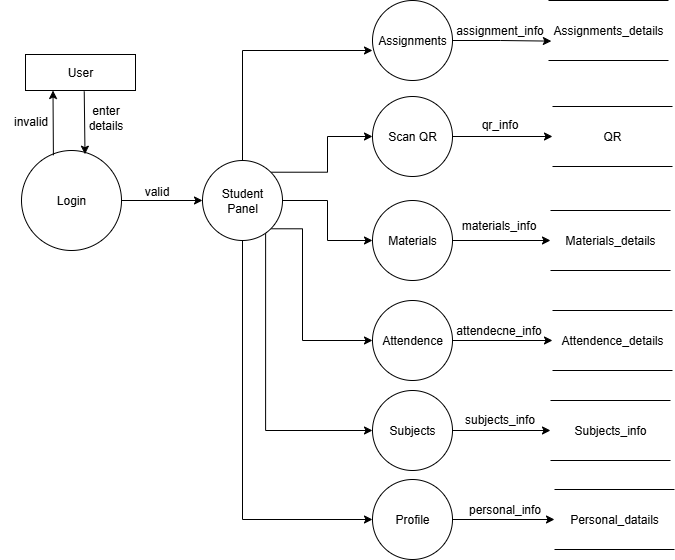 User
invalid
enter
details
Login
valid
Student
Panel
Assignments
assignment_info
Assignments_details
Scan QR
qr_info
QR
Materials
materials_info
Materials_details
Attendence
attendecne_info
Attendence_details
Subjects
subjects_info
Subjects_info
Profile
personal_info
Personal_datails